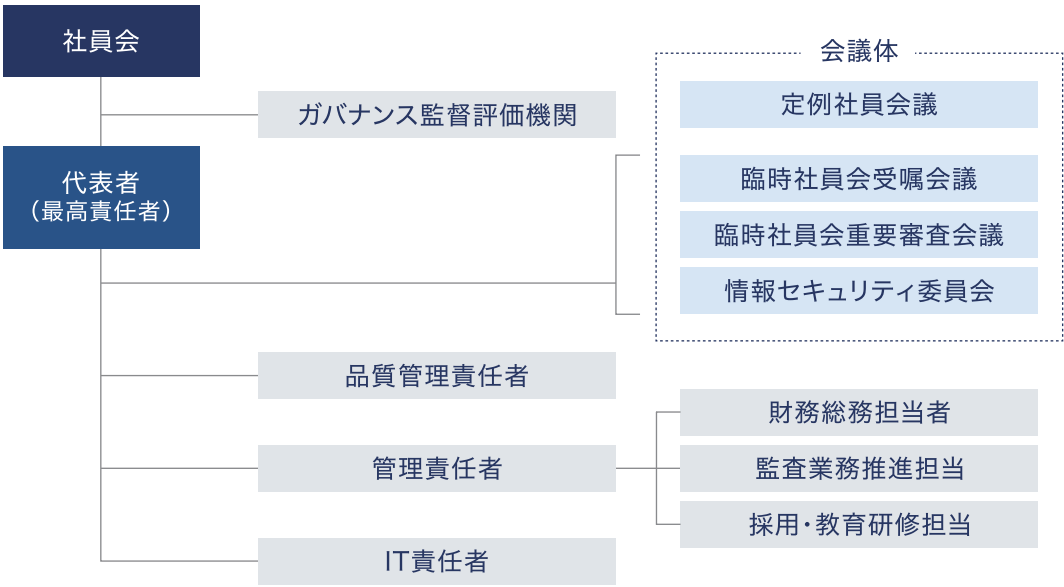 社員会
会議体
定例社員会議
ガバナンス監督評価機関
代表者
（最高責任者）
臨時社員会受嘱会議
臨時社員会重要審査会議
情報セキュリティ委員会
品質管理責任者
財務総務担当者
管理責任者
監査業務推進担当
採用・教育研修担当
IT責任者